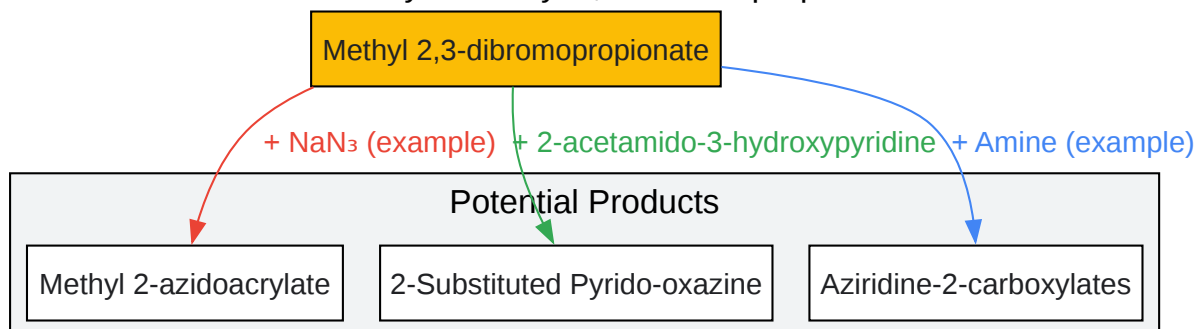 Methyl 2,3-dibromopropionate
+ NaN₃ (example) + 2-acetamido-3-hydroxypyridine + Amine (example)
Potential Products
Methyl 2-azidoacrylate 2-Substituted Pyrido-oxazine Aziridine-2-carboxylates